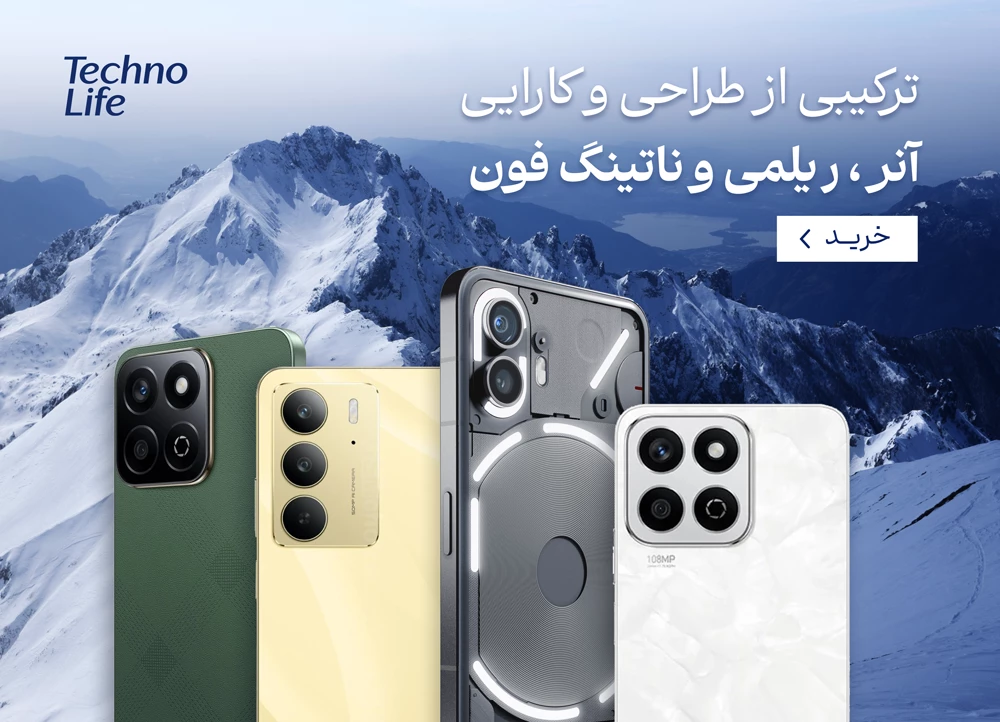 Techno
Life
ترکیبی از طراحی و کارایی
آنر، ریلمی و ناتینگ فون
خرید
108MP